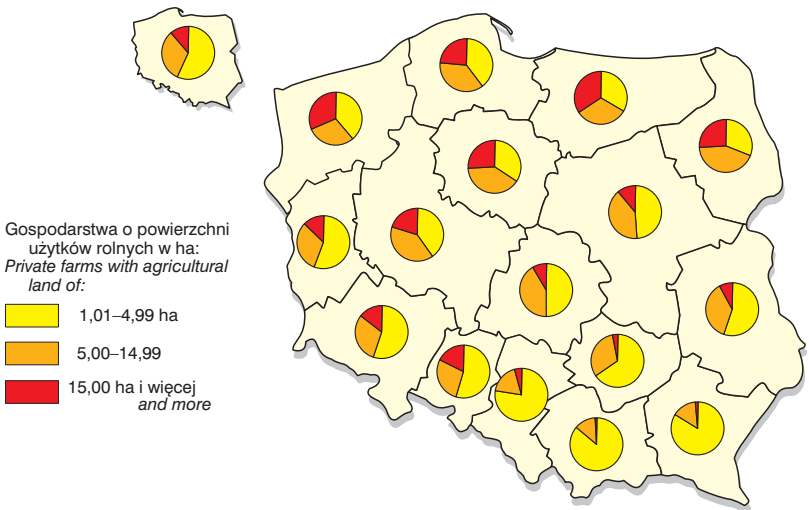 Gospodarstwa o powierzchni
użytków rolnych w ha:
Private farms with agricultural
land of:
1,01–4,99 ha
5,00–14,99
15,00 ha i więcej
and more